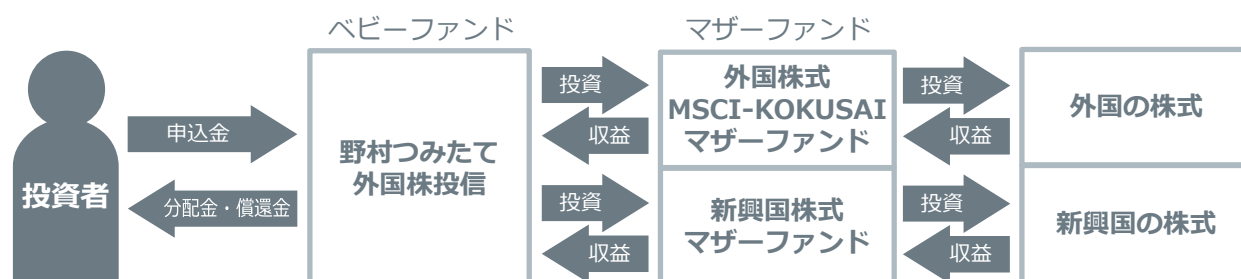 ベビーファンド
マザーファンド
投資者
申込金
分配金・償還金
野村つみたて
外国株投信
投資
収益
投資
収益
外国株式
MSCI-KOKUSAI
マザーファンド
新興国株式
マザーファンド
投資
収益
投資
収益
外国の株式
新興国の株式